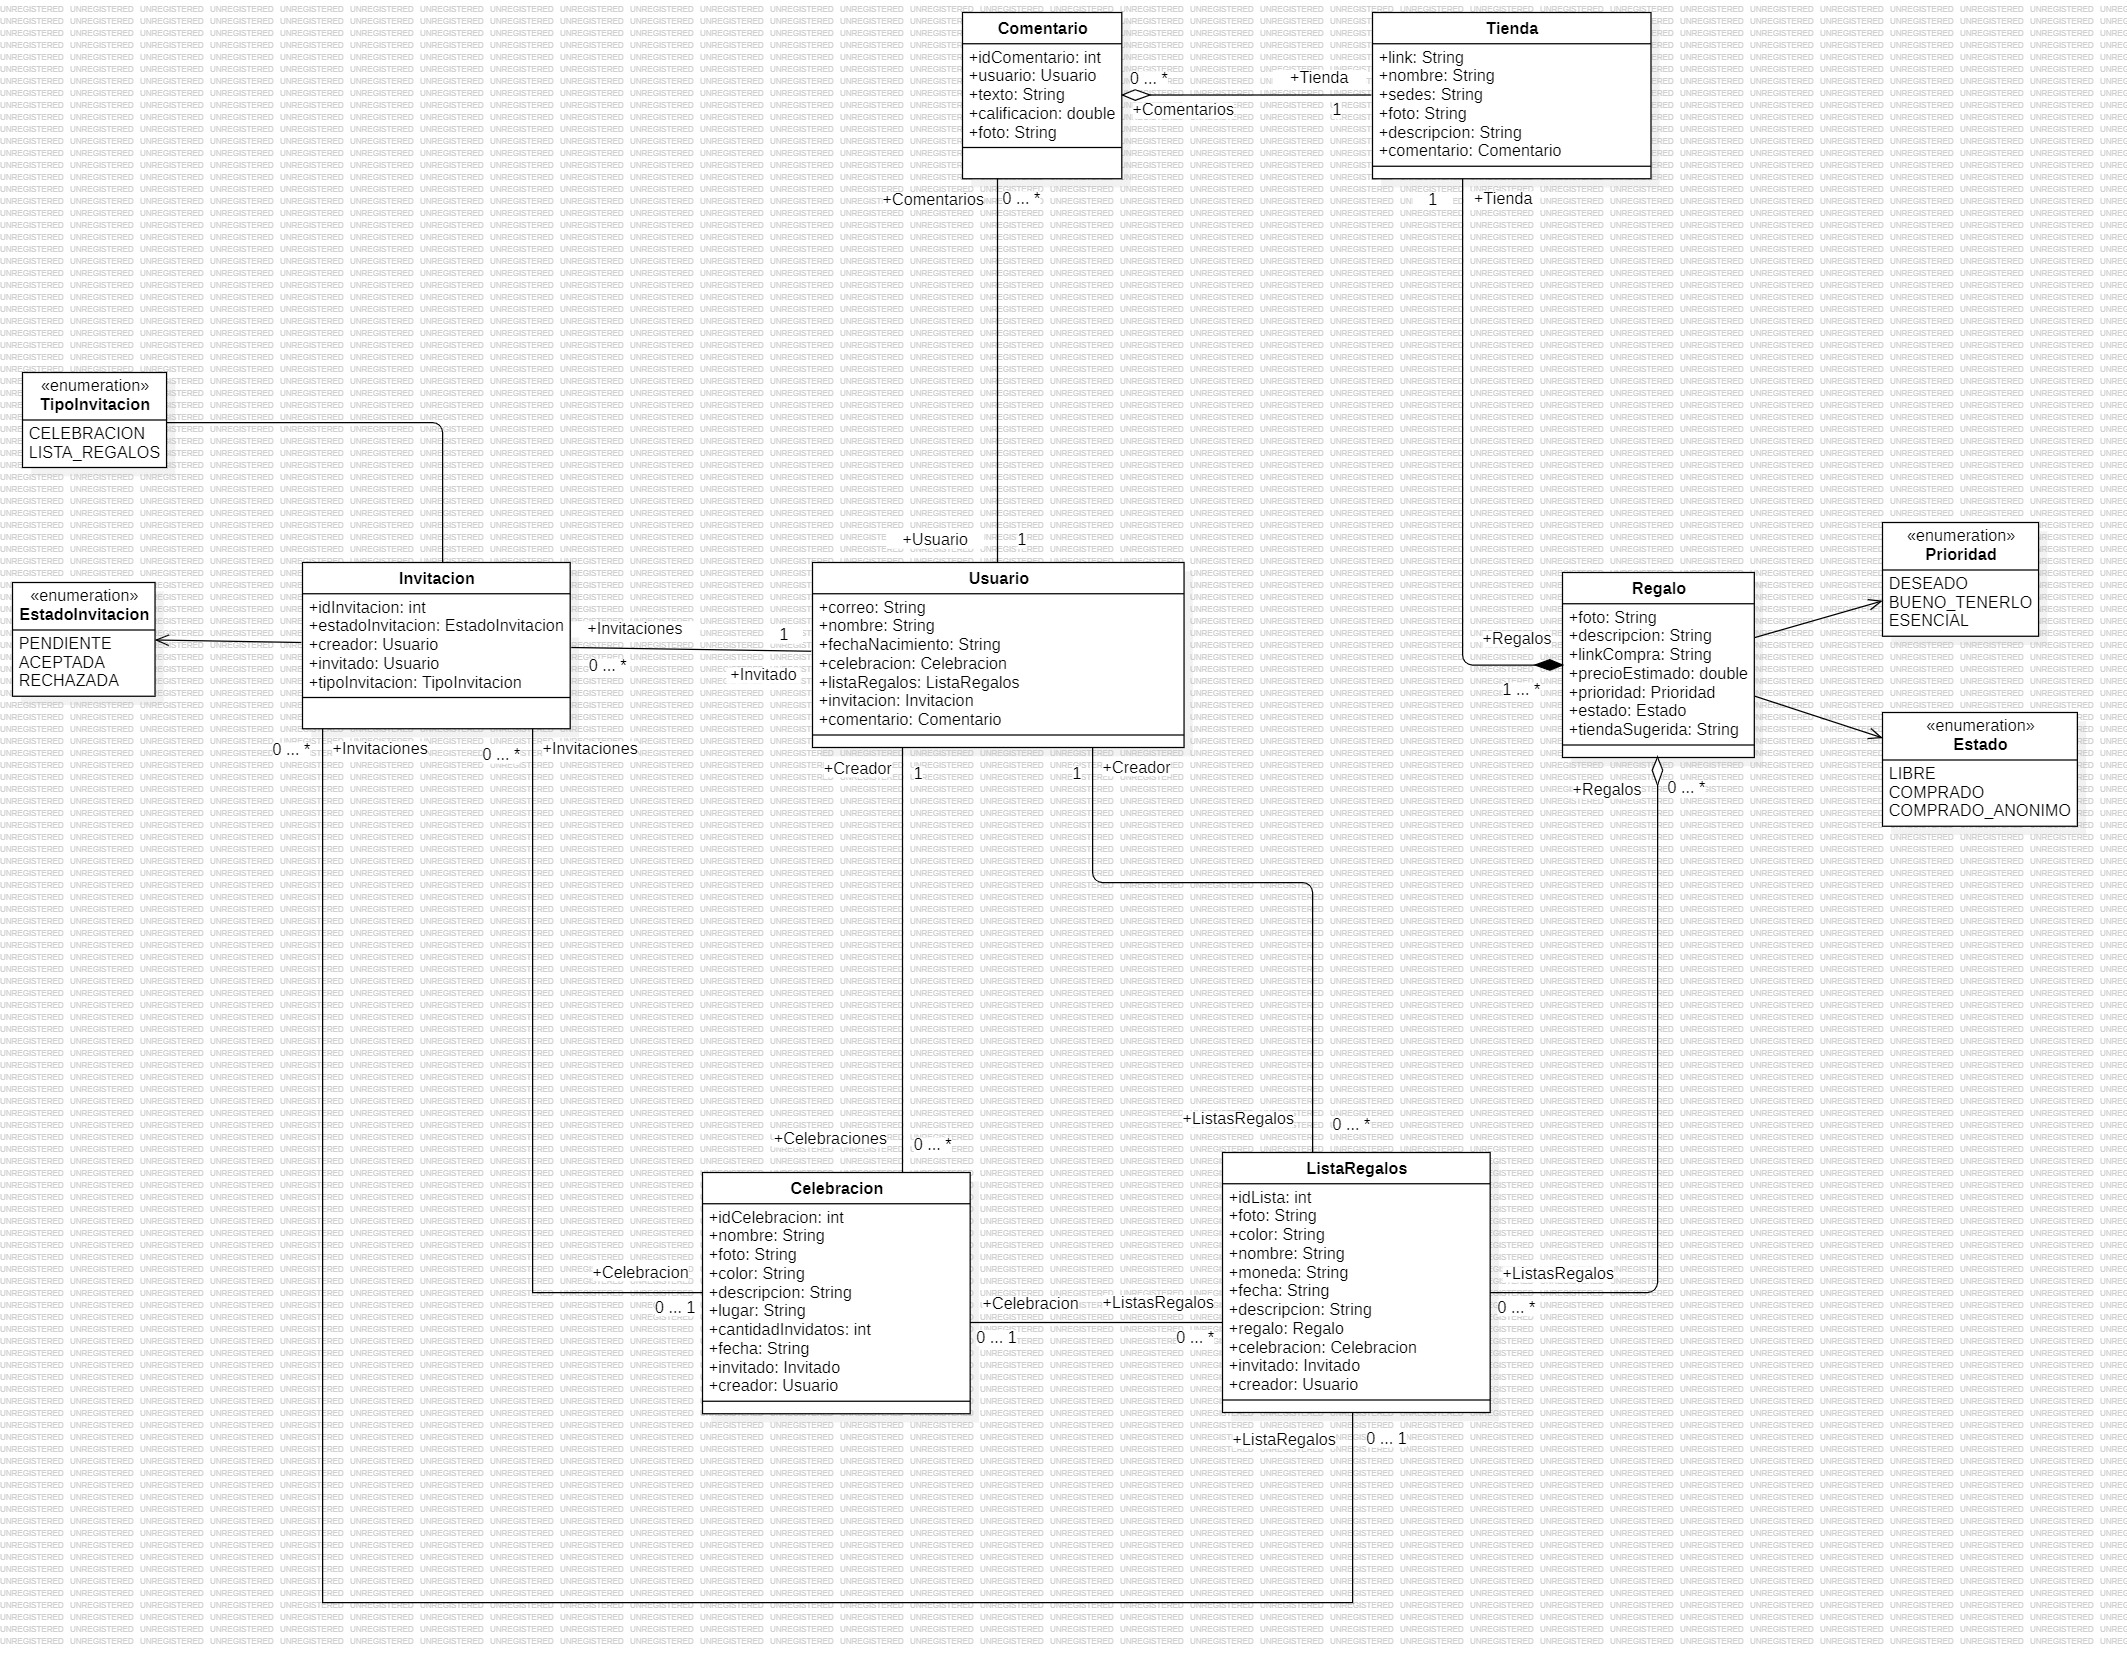 Comentario
+idComentario: int
+usuario: Usuario
+texto: String
+calificacion: double
+foto: String
0 ... *
+Comentarios
+Tienda
1
Tienda
+link: String
+nombre: String
+sedes: String
+foto: String
+descripcion: String
+comentario: Comentario
+Comentarios
0 ... *
1
+Tienda
«enumeration»
TipoInvitacion
CELEBRACION
LISTA_REGALOS
+Usuario
1
«enumeration»
EstadoInvitacion
PENDIENTE
ACEPTADA
RECHAZADA
Invitacion
+idInvitacion: int
+estadoInvitacion: EstadoInvitacion
+creador: Usuario
+invitado: Usuario
+tipoInvitacion: TipoInvitacion
+Invitaciones
0 ... *
1
+Invitado
Usuario
+correo: String
+nombre: String
+fechaNacimiento: String
+celebracion: Celebracion
+listaRegalos: ListaRegalos
+invitacion: Invitacion
+comentario: Comentario
+Regalos
1 ... *
Regalo
+foto: String
+descripcion: String
+linkCompra: String
+precioEstimado: double
+prioridad: Prioridad
+estado: Estado
+tiendaSugerida: String
«enumeration»
Prioridad
DESEADO
BUENO_TENERLO
ESENCIAL
«enumeration»
Estado
LIBRE
COMPRADO
COMPRADO_ANONIMO
0 ... *
+Invitaciones
0 ... *
+Invitaciones
+Creador
1
1
+Creador
+Regalos
0 ... *
+Celebraciones
0 ... *
+ListasRegalos
0 ... *
Celebracion
+idCelebracion: int
+nombre: String
+foto: String
+color: String
+descripcion: String
+lugar: String
+cantidadInvidatos: int
+fecha: String
+invitado: Invitado
+creador: Usuario
+Celebracion
0 ... 1
+Celebracion
0 ... 1
+ListasRegalos
0 ... *
ListaRegalos
+idLista: int
+foto: String
+color: String
+nombre: String
+moneda: String
+fecha: String
+descripcion: String
+regalo: Regalo
+celebracion: Celebracion
+invitado: Invitado
+creador: Usuario
+ListasRegalos
0 ... *
+ListaRegalos
0 ... 1
UNREGISTERED